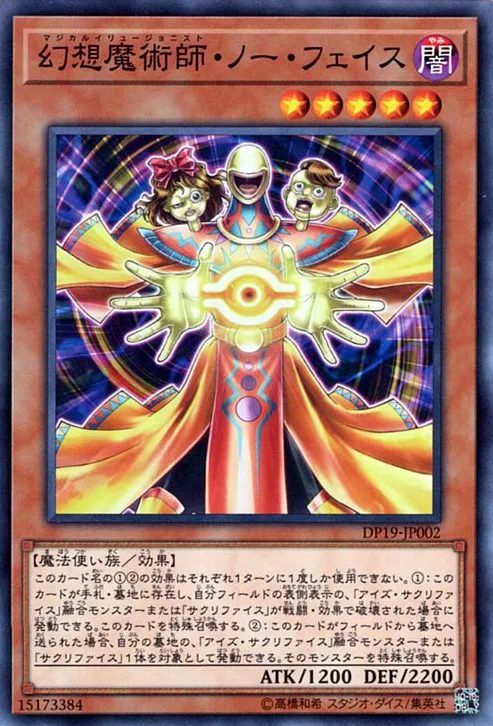 マジカルイリュージョニスト
幻想魔術師・ノー・フェイス
やみ
闇
DP19-JP002
【魔法使い族／効果】
このカード名の①②の効果はそれぞれ1ターンに1度しか使用できない。①：こ
のカードが手札・墓地に存在し、自分フィールドの表側表示の、「アイズ・サクリフ
ァイス」融合モンスターまたは「サクリファイス」が戦闘・効果で破壊された場合に
発動できる。このカードを特殊召喚する。②：このカードがフィールドから墓地へ
送られた場合、自分の墓地の、「アイズ・サクリファイス」融合モンスターまたは
「サクリファイス」1体を対象として発動できる。そのモンスターを特殊召喚する。
ATK/1200 DEF/2200
15173384
©高橋和希 スタジオ・ダイス/集英社